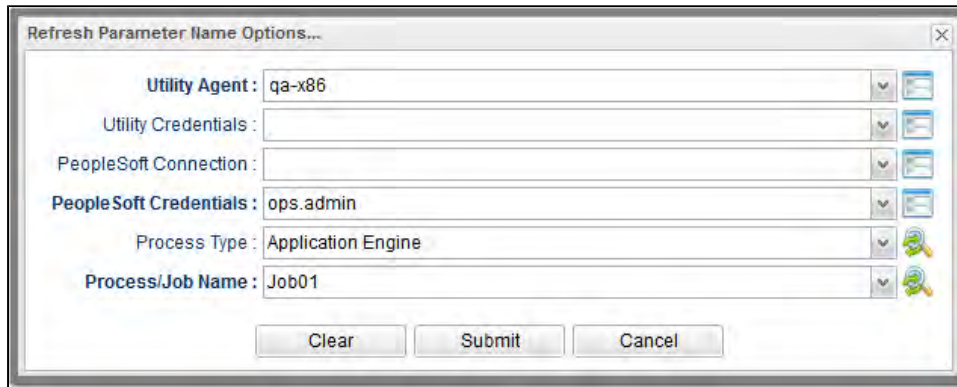 Refresh Parameter Name Options...
Utility Agent : qa-x86
Utility Credentials :
PeopleSoft Connection :
PeopleSoft Credentials : ops.admin
Process Type : Application Engine
Process/Job Name : Job01
Clear Submit Cancel